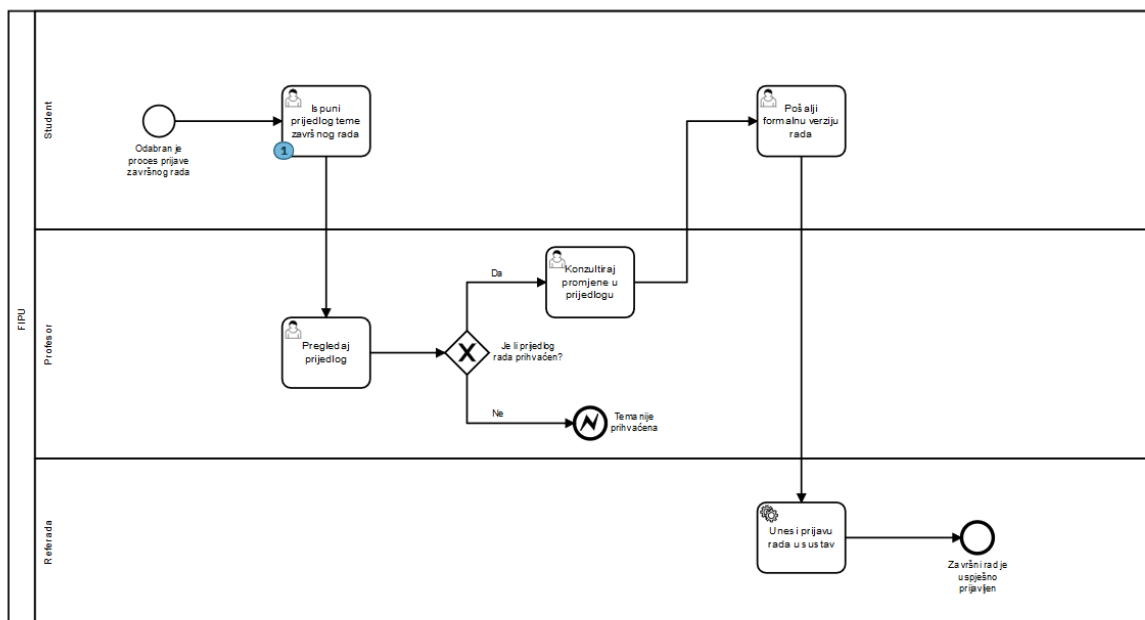 FIPU
Student
Odabran je
proces prijave
završnog rada
Ispuni
prijedlog teme
završnog rada
1
Pošalji
formalnu verziju
rada
Profesor
Pregledaj
prijedlog
Je li prijedlog
rada prihvaćen?
Da
Konzultiraj
promjene u
prijedlogu
Ne
Tema nije
prihvaćena
Referada
Unesi prijavu
rada u sustav
Završni rad je
uspješno
prijavljen